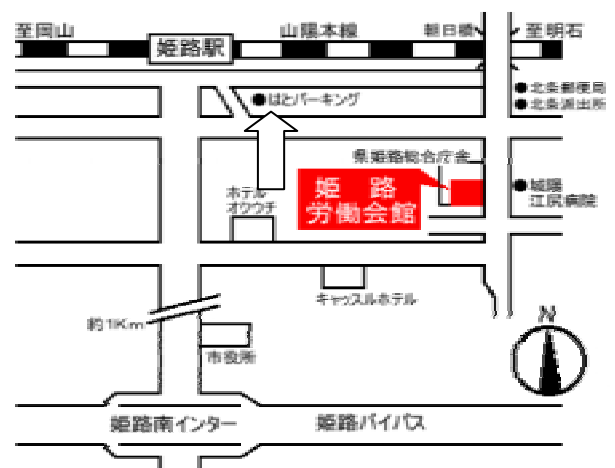 至岡山
姫路駅
山陽本線
朝日橋
至明石
●はとパーキング
●北条郵便局
●北条派出所
県姫路総合庁舎
姫路
労働会館
●城陽
江尻病院
ホテル
オクウチ
キャッスルホテル
約1Km
市役所
N
姫路南インター
姫路バイパス